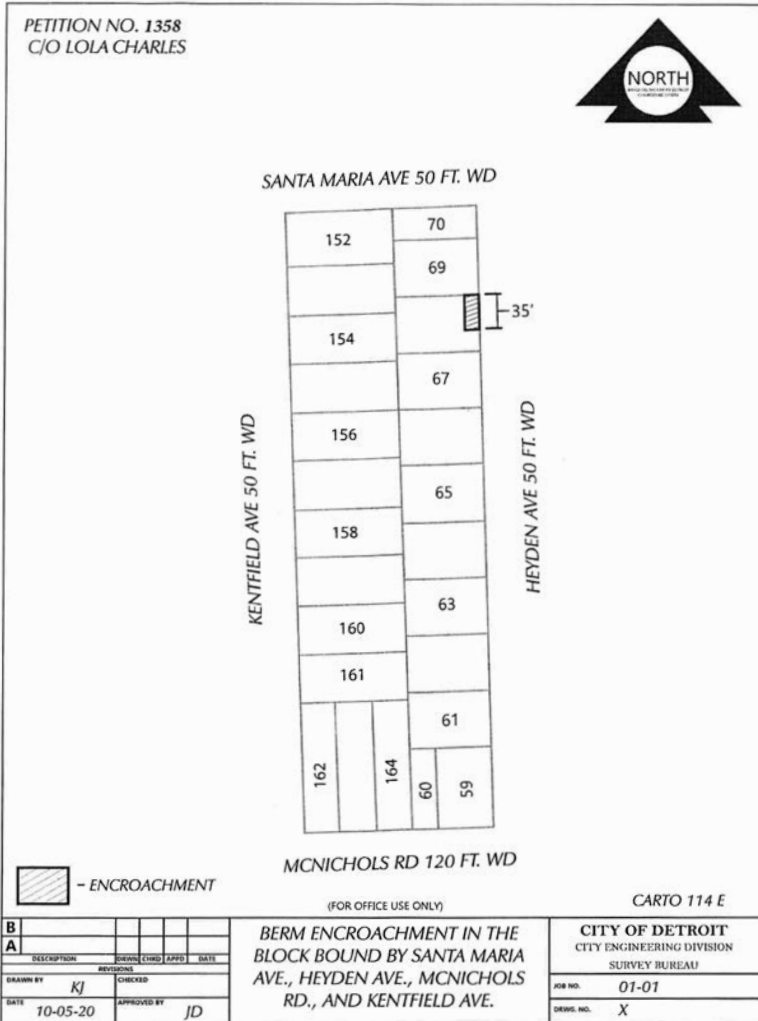 PETITION NO. 1358
C/O LOLA CHARLES
NORTH
SANTA MARIA AVE 50 FT. WD
152
70
69
35'
154
67
KENTFIELD AVE 50 FT. WD
HEYDEN AVE 50 FT. WD
156
65
158
63
160
161
61
162
164
60
59
MCNICHOLS RD 120 FT. WD
- ENCROACHMENT
(FOR OFFICE USE ONLY)
CARTO 114 E
B
A
DESCRIPTION DRWN CHKD APPD DATE
REVISIONS
DRAWN BY KJ CHECKED
DATE 10-05-20 APPROVED BY JD
BERM ENCROACHMENT IN THE
BLOCK BOUND BY SANTA MARIA
AVE., HEYDEN AVE., MCNICHOLS
RD., AND KENTFIELD AVE.
CITY OF DETROIT
CITY ENGINEERING DIVISION
SURVEY BUREAU
JOB NO. 01-01
DRWG. NO. X